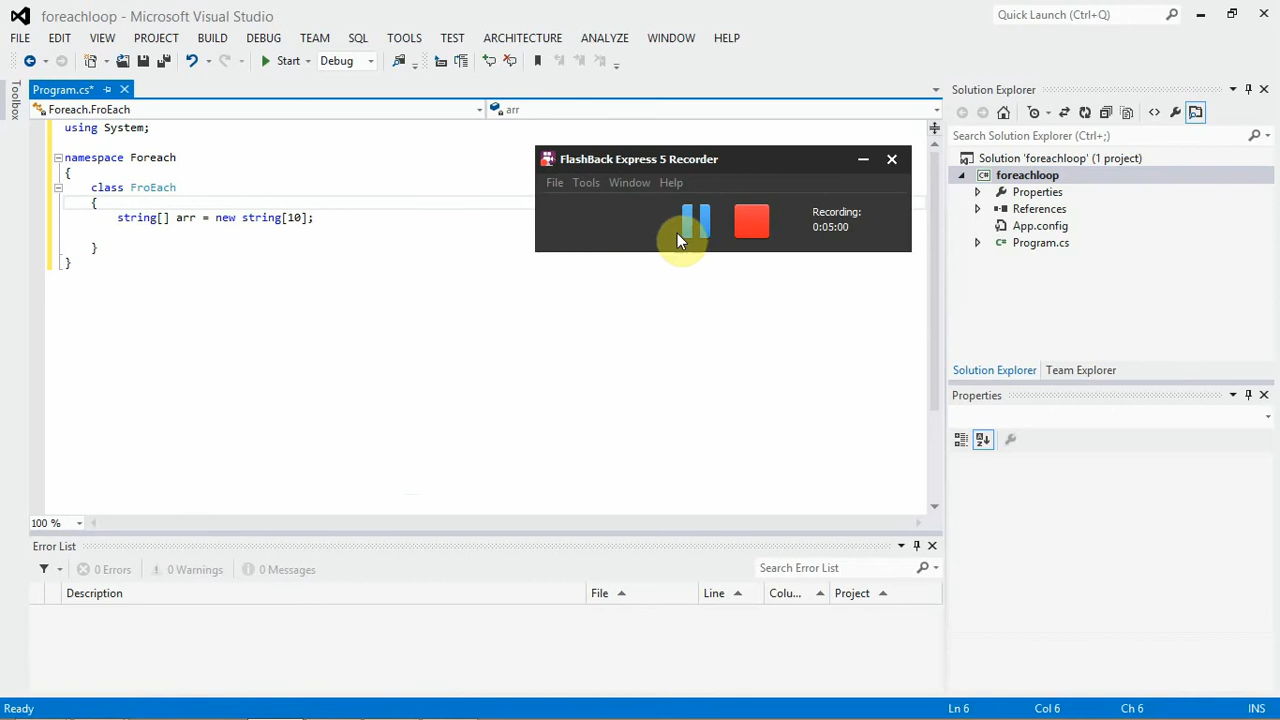 foreachloop - Microsoft Visual Studio
Quick Launch (Ctrl+Q)
FILE EDIT VIEW PROJECT BUILD DEBUG TEAM SQL TOOLS TEST ARCHITECTURE ANALYZE WINDOW HELP
Start Debug
Toolbox
Program.cs*
Foreach.FroEach
arr
using System;
namespace Foreach
{
class FroEach
{
string[] arr = new string[10];
}
}
100 %
FlashBack Express 5 Recorder
File Tools Window Help
Recording:
0:05:00
Solution Explorer
Search Solution Explorer (Ctrl+;)
Solution 'foreachloop' (1 project)
C# foreachloop
Properties
References
App.config
Program.cs
Solution Explorer Team Explorer
Properties
Error List
0 Errors 0 Warnings 0 Messages
Search Error List
Description File Line Colu... Project
Ready Ln 6 Col 6 Ch 6 INS